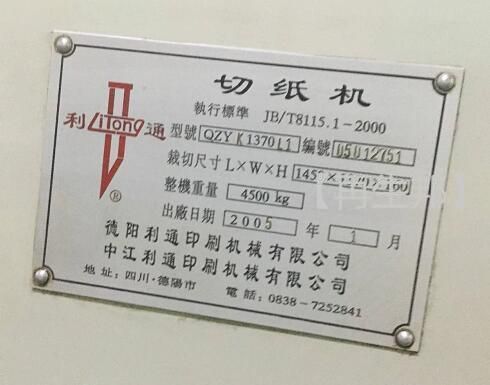 切纸机
執行標準 JB/T8115.1-2000
利 LiTong 通 ®
型號 QZYK1370L1 編號 05012751
裁切尺寸L×W×H
整機重量 4500kg
出廠日期 2005 年 1 月
德阳利通印刷机械有限公司
中江利通印刷机械有限公司
地址:四川·德陽市 電話:0838-7252841